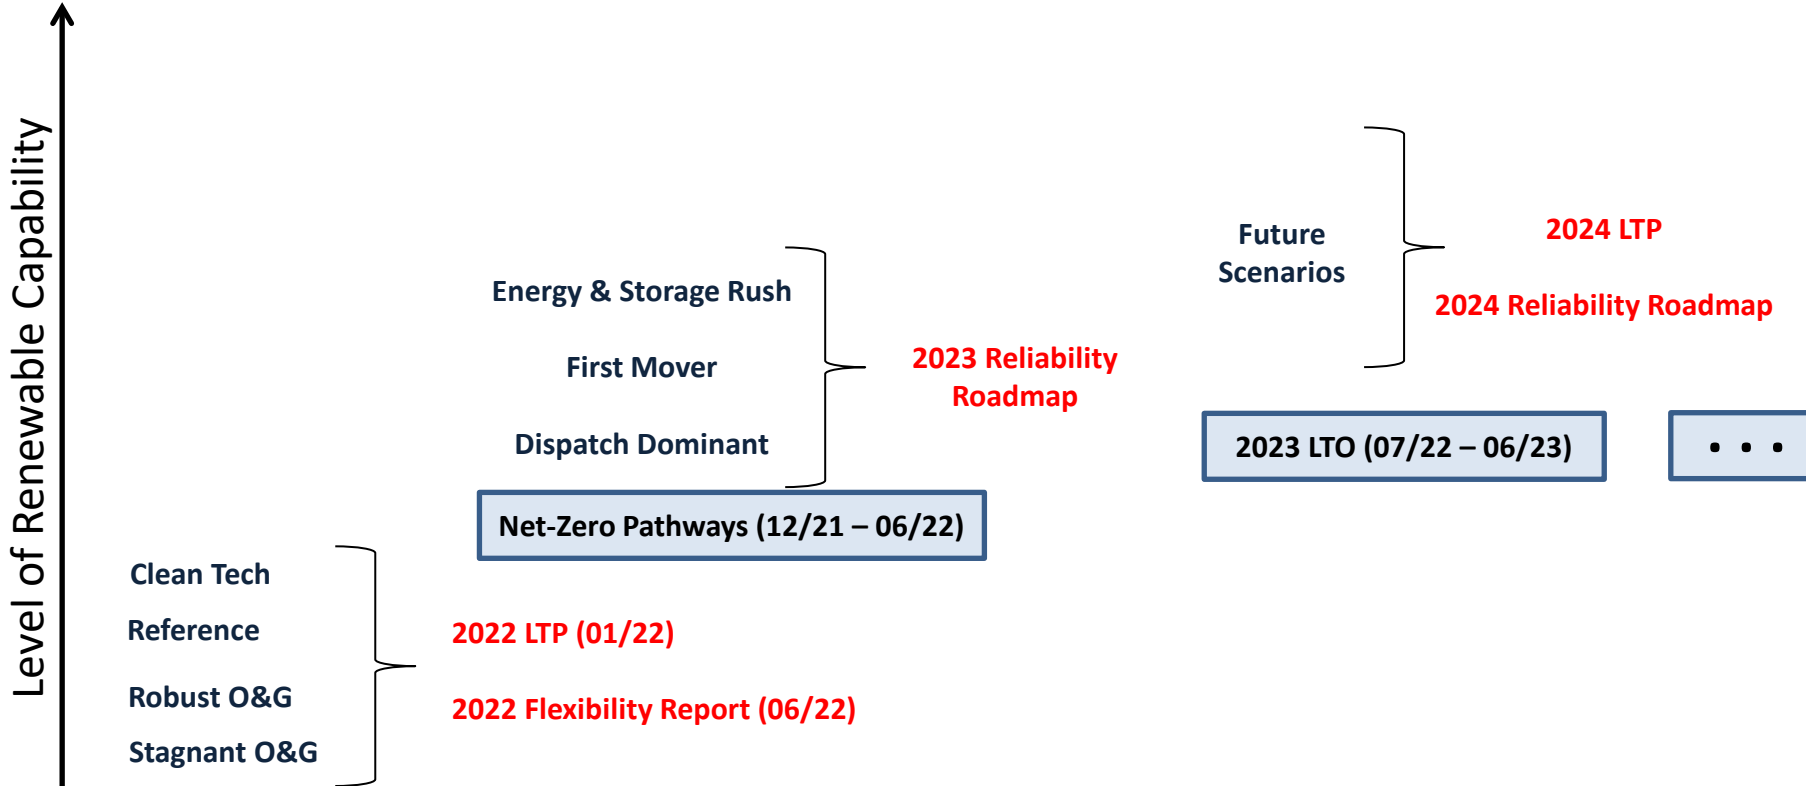 Level of Renewable Capability
Clean Tech
Reference
Robust O&G
Stagnant O&G
2022 LTP (01/22)
2022 Flexibility Report (06/22)
Energy & Storage Rush
First Mover
Dispatch Dominant
Net-Zero Pathways (12/21 – 06/22)
2023 Reliability
Roadmap
Future
Scenarios
2024 LTP
2024 Reliability Roadmap
2023 LTO (07/22 – 06/23)
• • •